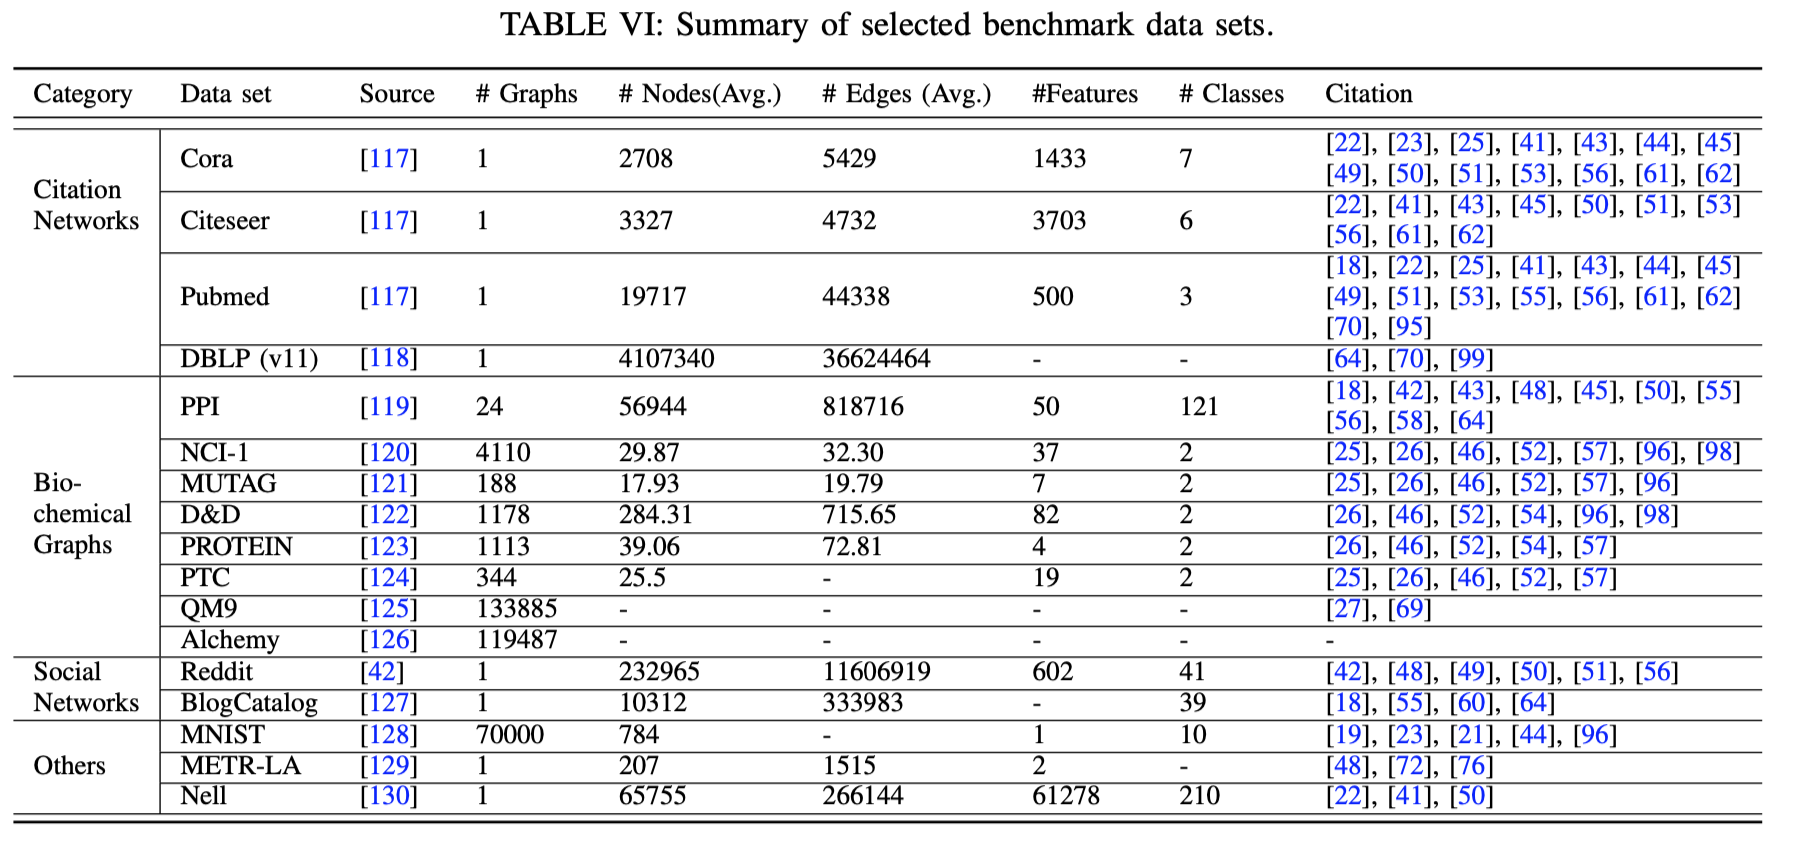 TABLE VI: Summary of selected benchmark data sets.
Category Data set Source # Graphs # Nodes(Avg.) # Edges (Avg.) #Features # Classes Citation
Citation
Networks
Cora [117] 1 2708 5429 1433 7 [22], [23], [25], [41], [43], [44], [45]
[49], [50], [51], [53], [56], [61], [62]
Citeseer [117] 1 3327 4732 3703 6 [22], [41], [43], [45], [50], [51], [53]
[56], [61], [62]
Pubmed [117] 1 19717 44338 500 3 [18], [22], [25], [41], [43], [44], [45]
[49], [51], [53], [55], [56], [61], [62]
[70], [95]
DBLP (v11) [118] 1 4107340 36624464 - - [64], [70], [99]
Bio-
chemical
Graphs
PPI [119] 24 56944 818716 50 121 [18], [42], [43], [48], [45], [50], [55]
[56], [58], [64]
NCI-1 [120] 4110 29.87 32.30 37 2 [25], [26], [46], [52], [57], [96], [98]
MUTAG [121] 188 17.93 19.79 7 2 [25], [26], [46], [52], [57], [96]
D&D [122] 1178 284.31 715.65 82 2 [26], [46], [52], [54], [96], [98]
PROTEIN [123] 1113 39.06 72.81 4 2 [26], [46], [52], [54], [57]
PTC [124] 344 25.5 - 19 2 [25], [26], [46], [52], [57]
QM9 [125] 133885 - - - - [27], [69]
Alchemy [126] 119487 - - - - -
Social
Networks
Reddit [42] 1 232965 11606919 602 41 [42], [48], [49], [50], [51], [56]
BlogCatalog [127] 1 10312 333983 - 39 [18], [55], [60], [64]
Others
MNIST [128] 70000 784 - 1 10 [19], [23], [21], [44], [96]
METR-LA [129] 1 207 1515 2 - [48], [72], [76]
Nell [130] 1 65755 266144 61278 210 [22], [41], [50]